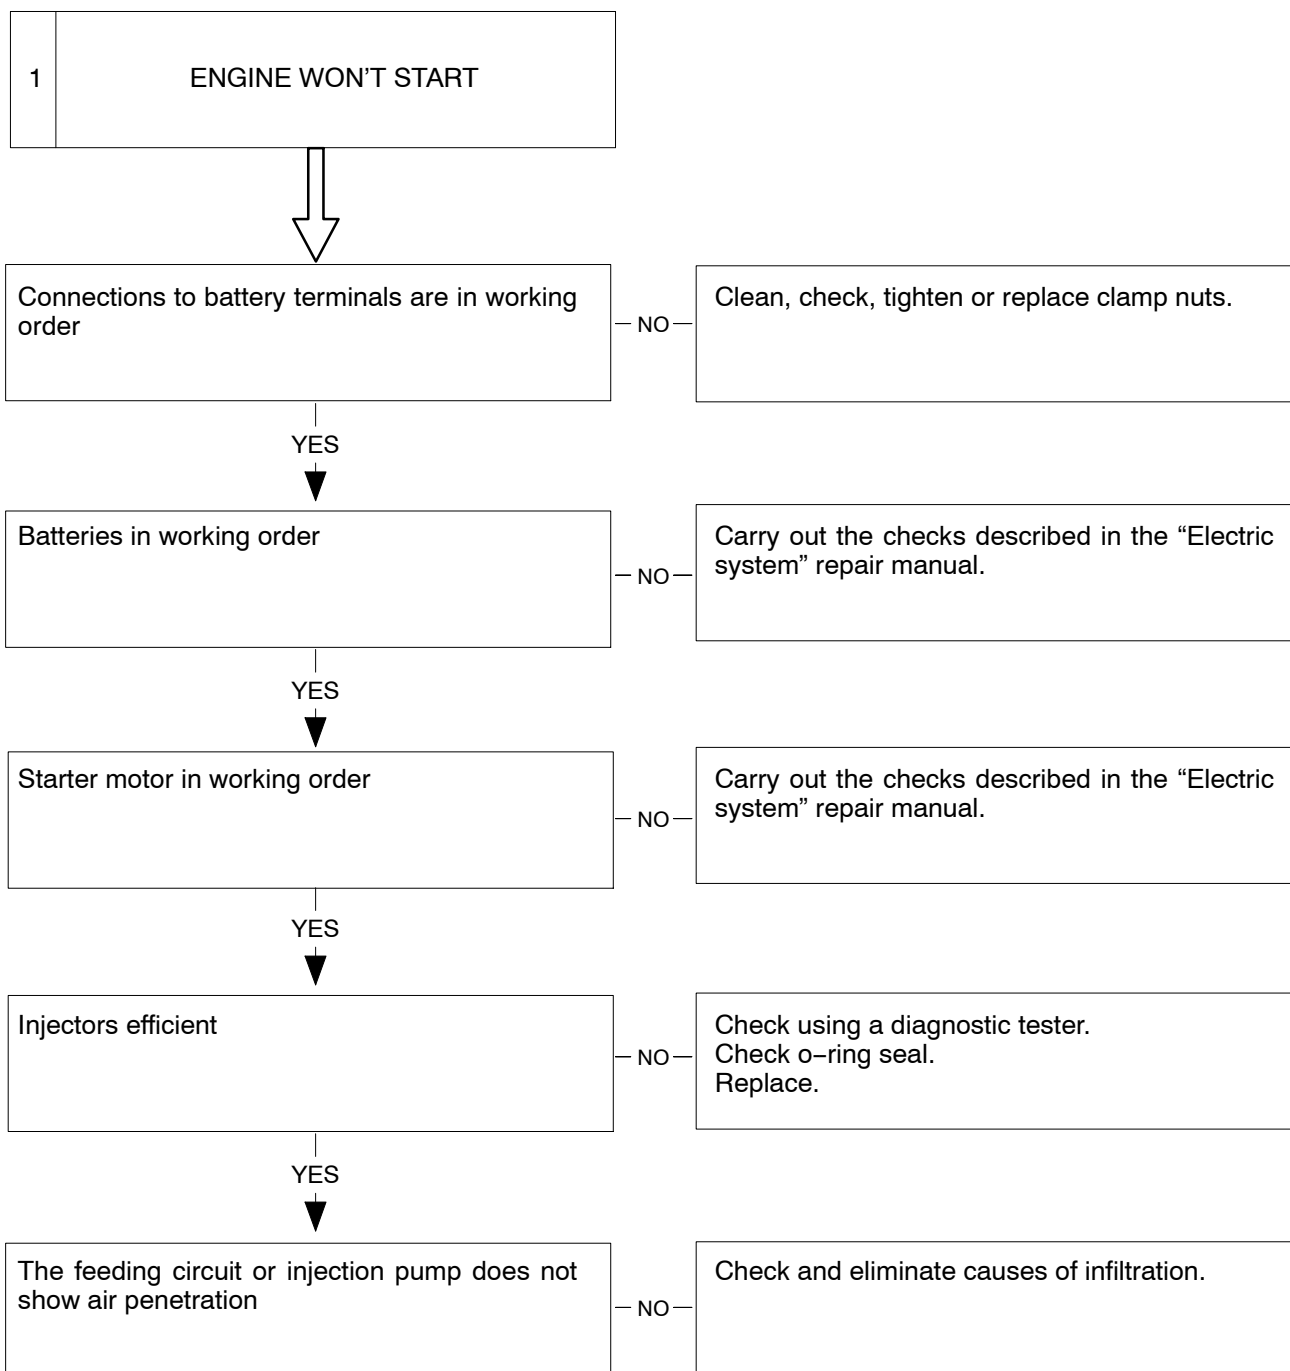 1
ENGINE WON’T START
Connections to battery terminals are in working
order
NO
Clean, check, tighten or replace clamp nuts.
YES
Batteries in working order
NO
Carry out the checks described in the “Electric
system” repair manual.
YES
Starter motor in working order
NO
Carry out the checks described in the “Electric
system” repair manual.
YES
Injectors efficient
NO
Check using a diagnostic tester.
Check o–ring seal.
Replace.
YES
The feeding circuit or injection pump does not
show air penetration
NO
Check and eliminate causes of infiltration.